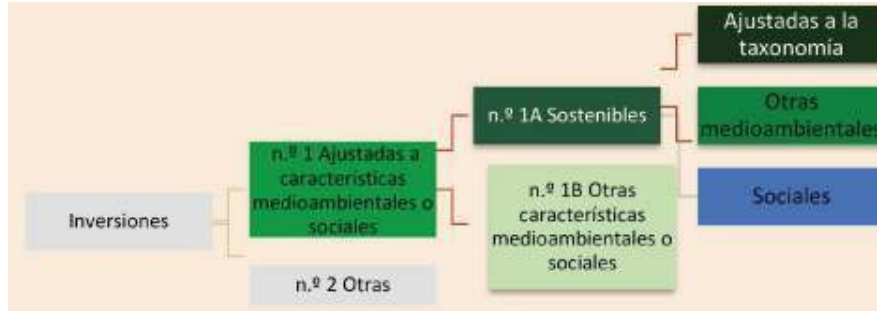 Ajustadas a la
taxonomía
n.º 1A Sostenibles
Otras
medioambientales
n.º 1 Ajustadas a
características
medioambientales o
sociales
n.º 1B Otras
características
medioambientales o
sociales
Sociales
Inversiones
n.º 2 Otras